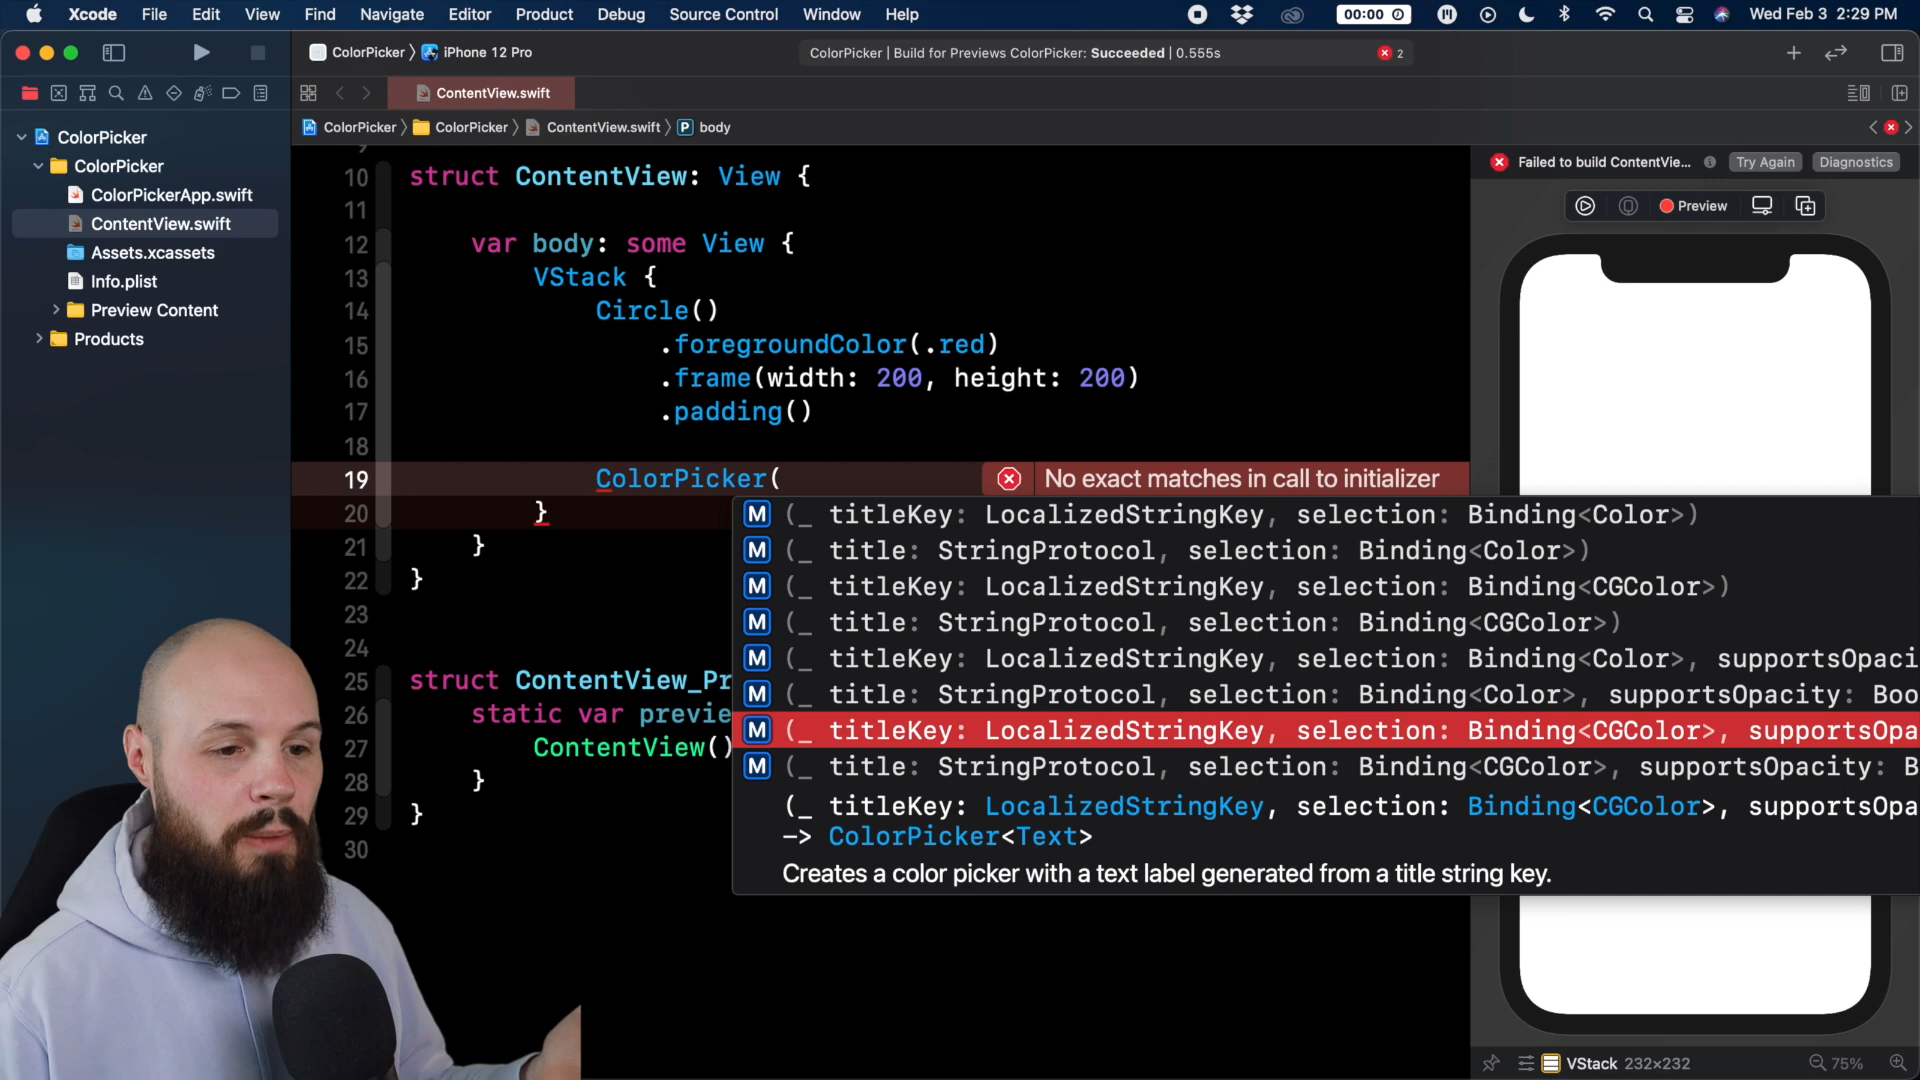 Xcode File Edit View Find Navigate Editor Product Debug Source Control Window Help 00:00 Wed Feb 3 2:29 PM
ColorPicker 〉 iPhone 12 Pro
ColorPicker | Build for Previews ColorPicker: Succeeded | 0.555s 2
ContentView.swift
ColorPicker 〉 ColorPicker 〉 ContentView.swift 〉 P body
ColorPicker
ColorPicker
ColorPickerApp.swift
ContentView.swift
Assets.xcassets
Info.plist
Preview Content
Products
10 struct ContentView: View {
11
12 var body: some View {
13 VStack {
14 Circle()
15 .foregroundColor(.red)
16 .frame(width: 200, height: 200)
17 .padding()
18
19 ColorPicker( No exact matches in call to initializer
20 }
21 }
22 }
23
24
25 struct ContentView_Pr
26 static var previe
27 ContentView()
28 }
29 }
30
M (_ titleKey: LocalizedStringKey, selection: Binding<Color>)
M (_ title: StringProtocol, selection: Binding<Color>)
M (_ titleKey: LocalizedStringKey, selection: Binding<CGColor>)
M (_ title: StringProtocol, selection: Binding<CGColor>)
M (_ titleKey: LocalizedStringKey, selection: Binding<Color>, supportsOpaci
M (_ title: StringProtocol, selection: Binding<Color>, supportsOpacity: Boo
M (_ titleKey: LocalizedStringKey, selection: Binding<CGColor>, supportsOpa
M (_ title: StringProtocol, selection: Binding<CGColor>, supportsOpacity: B
(_ titleKey: LocalizedStringKey, selection: Binding<CGColor>, supportsOpa
-> ColorPicker<Text>
Creates a color picker with a text label generated from a title string key.
Failed to build ContentVie... Try Again Diagnostics
Preview
VStack 232×232 75%